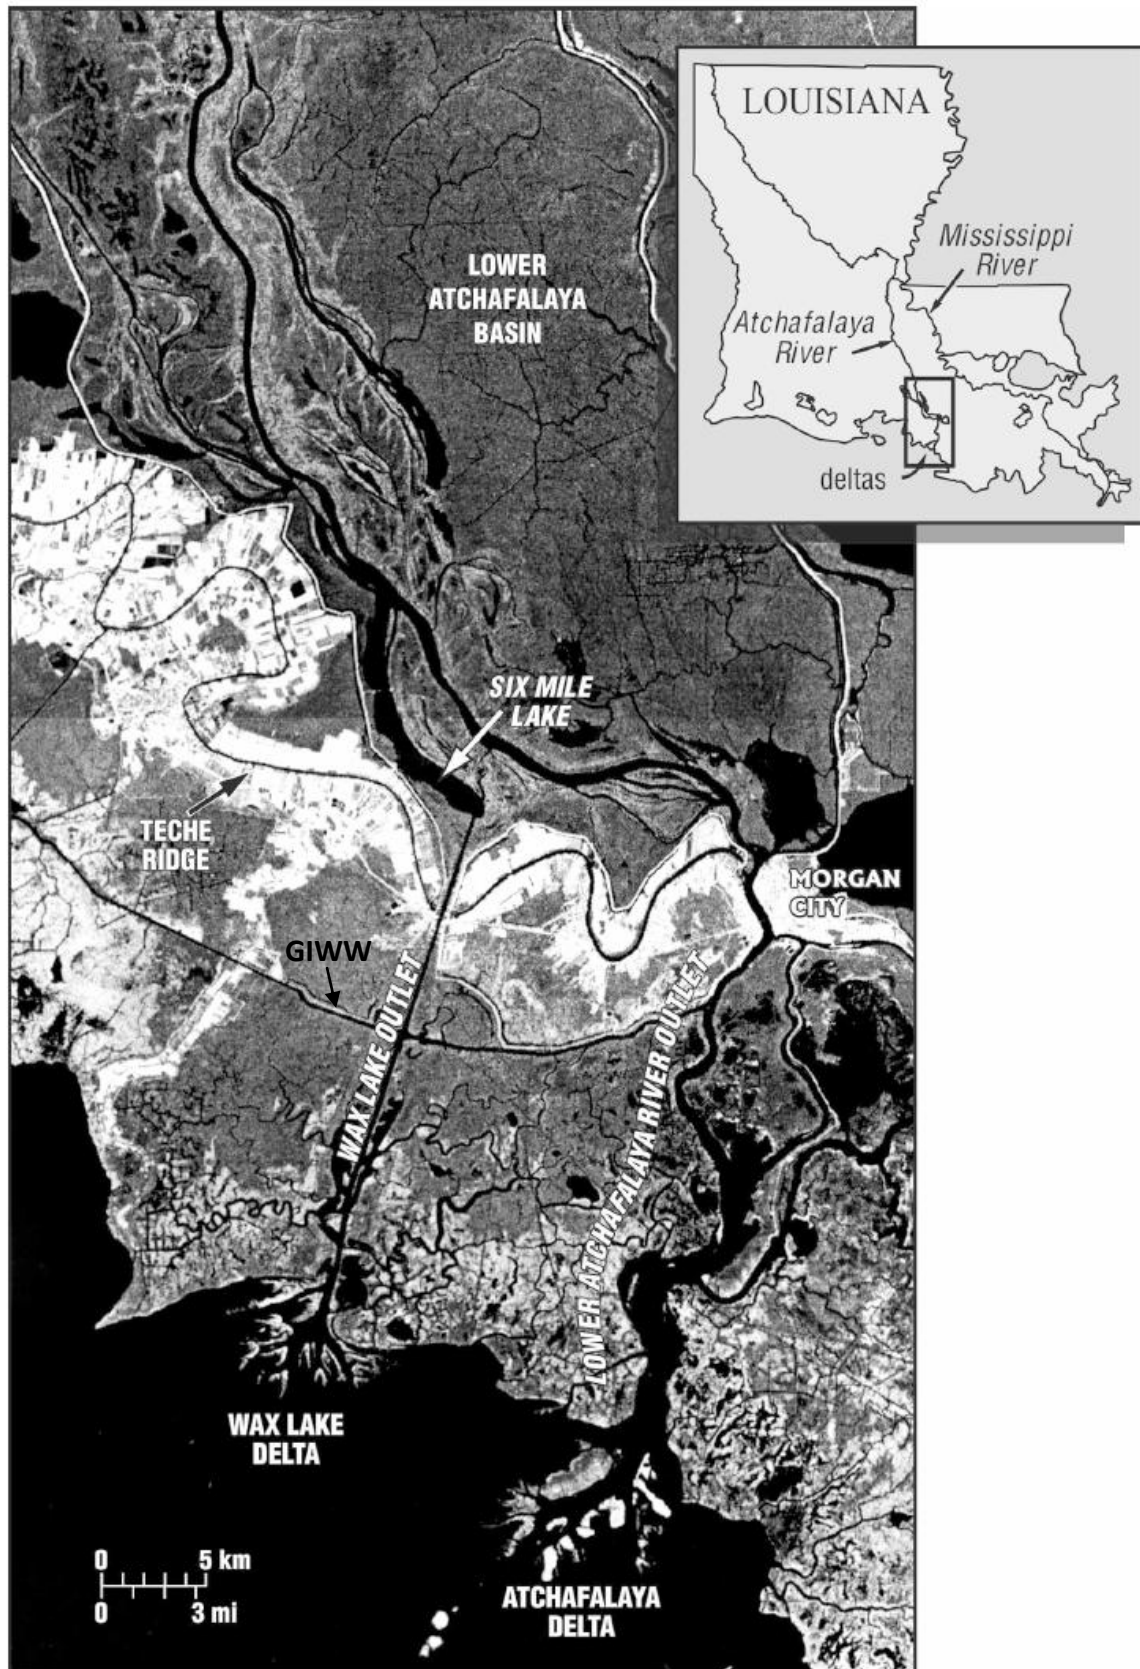 LOUISIANA
Mississippi
River
Atchafalaya
River
deltas
LOWER
ATCHAFALAYA
BASIN
SIX MILE
LAKE
TECHE
RIDGE
MORGAN
CITY
GIWW
WAX LAKE OUTLET
LOWER ATCHAFALAYA RIVER OUTLET
WAX LAKE
DELTA
ATCHAFALAYA
DELTA
0 5 km
0 3 mi